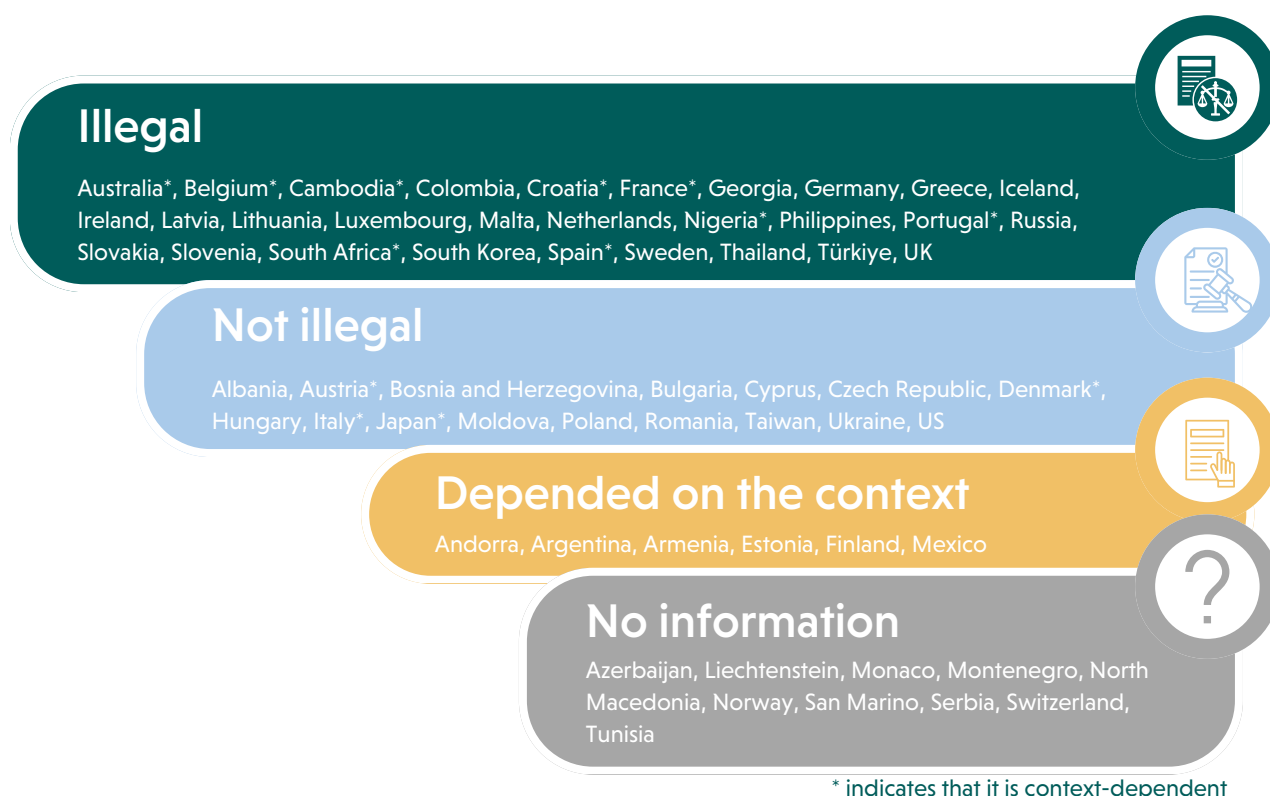 Illegal
Australia*, Belgium*, Cambodia*, Colombia, Croatia*, France*, Georgia, Germany, Greece, Iceland,
Ireland, Latvia, Lithuania, Luxembourg, Malta, Netherlands, Nigeria*, Philippines, Portugal*, Russia,
Slovakia, Slovenia, South Africa*, South Korea, Spain*, Sweden, Thailand, Türkiye, UK
Not illegal
Albania, Austria*, Bosnia and Herzegovina, Bulgaria, Cyprus, Czech Republic, Denmark*,
Hungary, Italy*, Japan*, Moldova, Poland, Romania, Taiwan, Ukraine, US
Depended on the context
Andorra, Argentina, Armenia, Estonia, Finland, Mexico
?
No information
Azerbaijan, Liechtenstein, Monaco, Montenegro, North
Macedonia, Norway, San Marino, Serbia, Switzerland,
Tunisia
* indicates that it is context-dependent